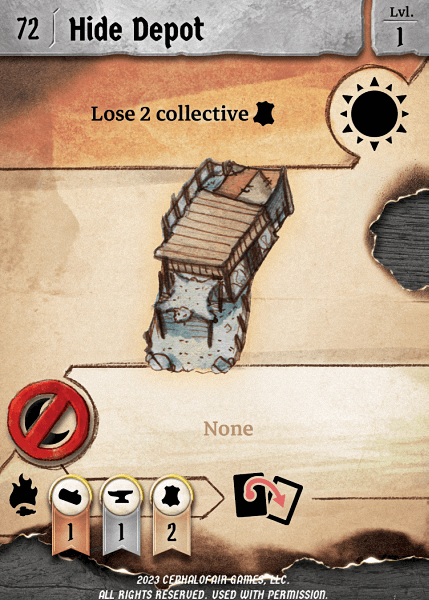 72 Hide Depot
Lvl.
1
Lose 2 collective
None
1 1 2
2023 CEPHALOFAIR GAMES, LLC.
ALL RIGHTS RESERVED. USED WITH PERMISSION.